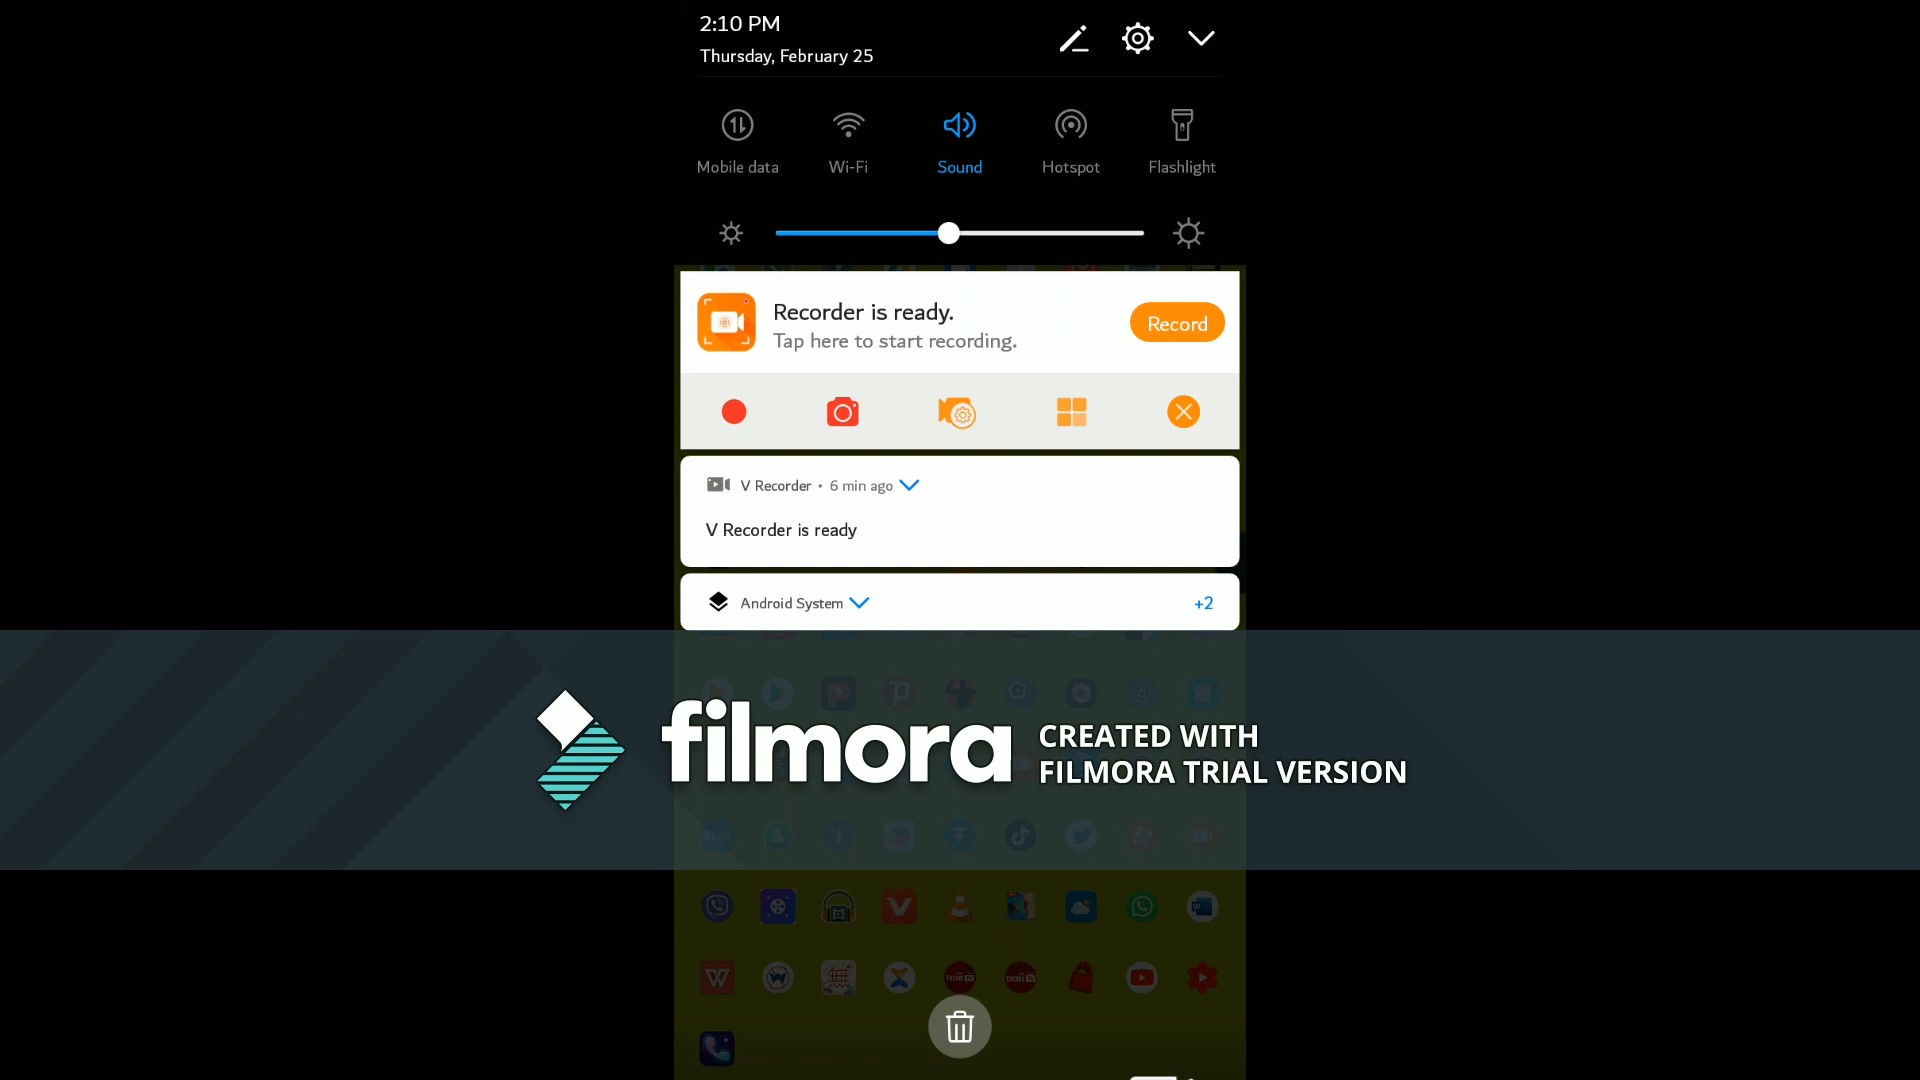 2:10 PM
Thursday, February 25
Mobile data
Wi-Fi
Sound
Hotspot
Flashlight
Recorder is ready.
Tap here to start recording.
Record
V Recorder • 6 min ago
V Recorder is ready
Android System
+2
filmora
CREATED WITH
FILMORA TRIAL VERSION